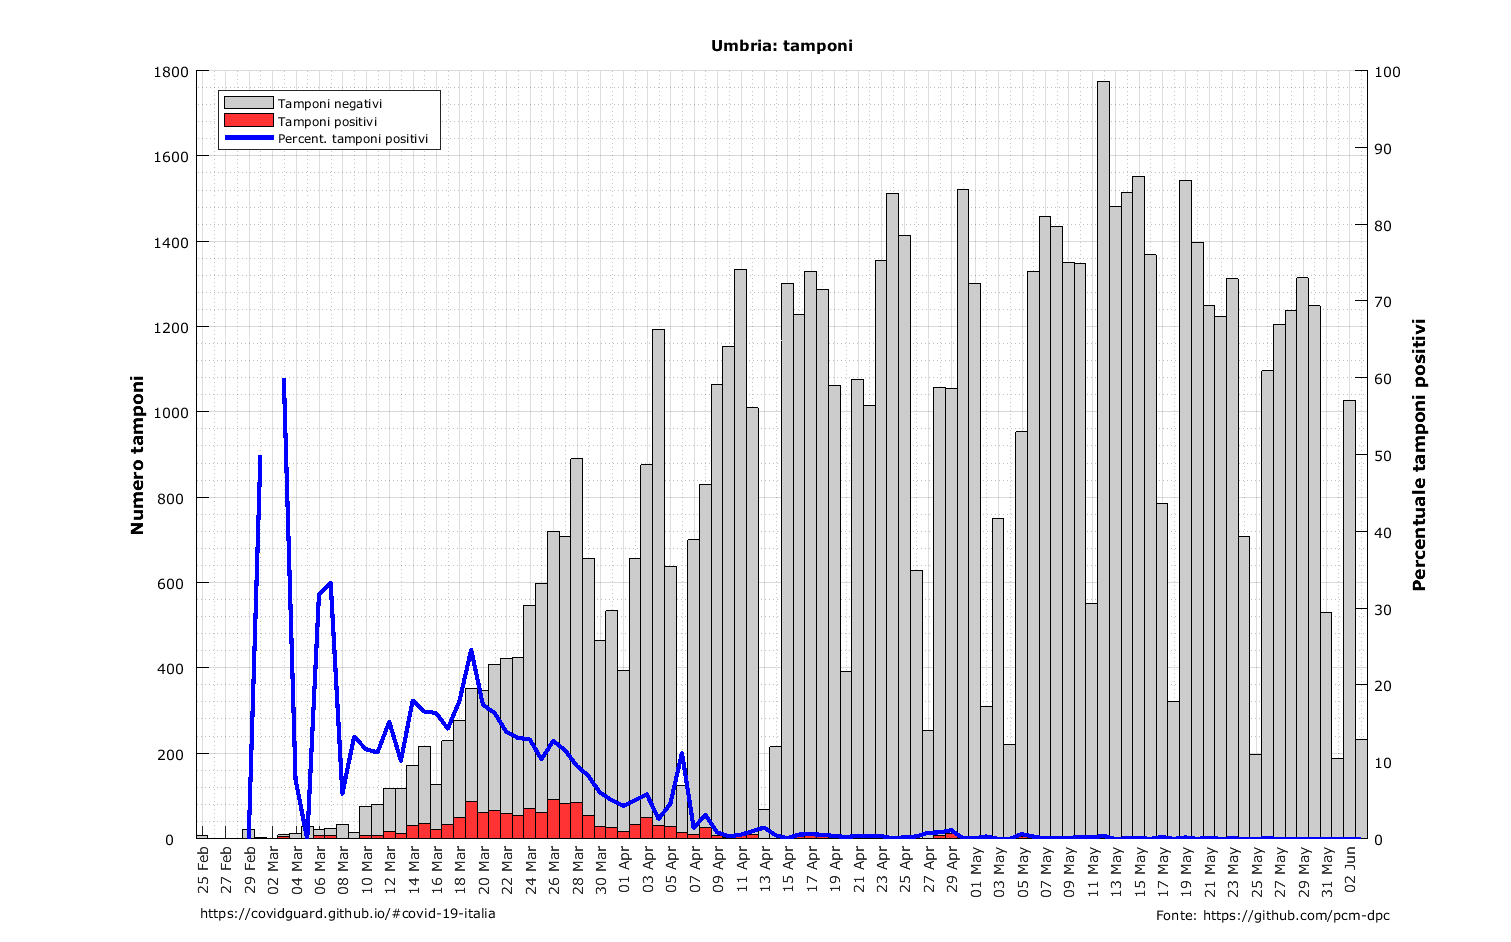 Umbria: tamponi
Tamponi negativi
Tamponi positivi
Percent. tamponi positivi
Numero tamponi
1800
1600
1400
1200
1000
800
600
400
200
0
100
90
80
70
60
50
40
30
20
10
0
Percentuale tamponi positivi
25 Feb
27 Feb
29 Feb
02 Mar
04 Mar
06 Mar
08 Mar
10 Mar
12 Mar
14 Mar
16 Mar
18 Mar
20 Mar
22 Mar
24 Mar
26 Mar
28 Mar
30 Mar
01 Apr
03 Apr
05 Apr
07 Apr
09 Apr
11 Apr
13 Apr
15 Apr
17 Apr
19 Apr
21 Apr
23 Apr
25 Apr
27 Apr
29 Apr
01 May
03 May
05 May
07 May
09 May
11 May
13 May
15 May
17 May
19 May
21 May
23 May
25 May
27 May
29 May
31 May
02 Jun
https://covidguard.github.io/#covid-19-italia
Fonte: https://github.com/pcm-dpc